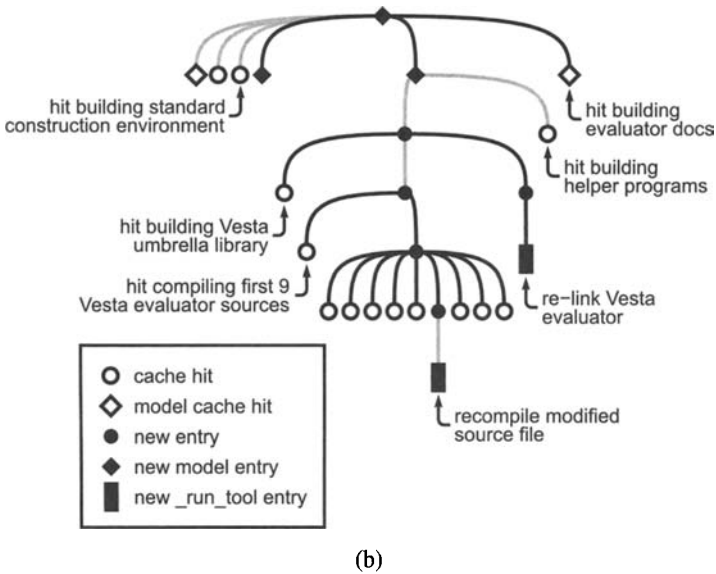 hit building standard
construction environment
hit building
evaluator docs
hit building
helper programs
hit building Vesta
umbrella library
hit compiling first 9
Vesta evaluator sources
re-link Vesta
evaluator
recompile modified
source file
cache hit
model cache hit
new entry
new model entry
new _run_tool entry
(b)